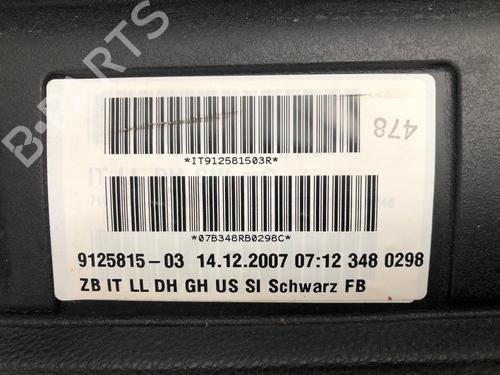 B-PARTS
478
*IT912581503R*
*07B348RB0298C*
9125815-03 14.12.2007 07:12 348 0298
ZB IT LL DH GH US SI Schwarz FB